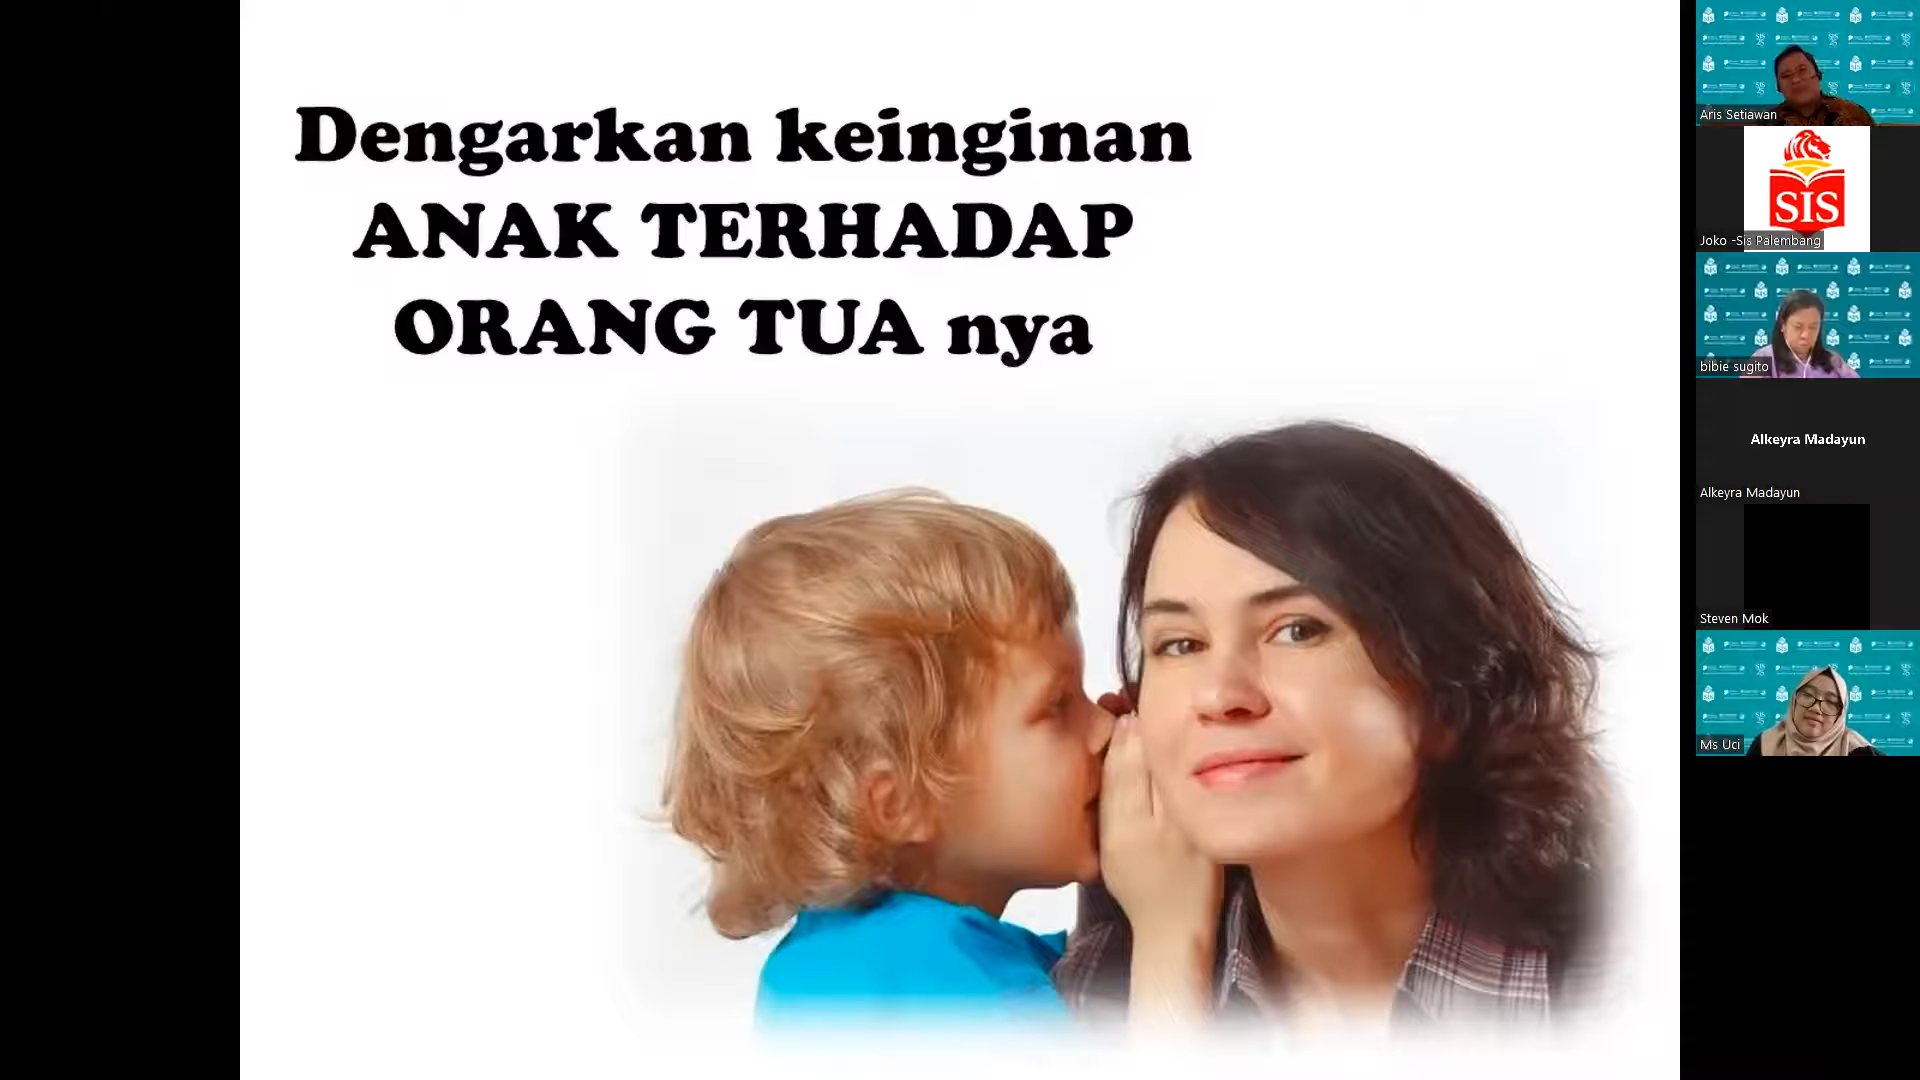 Dengarkan keinginan
ANAK TERHADAP
ORANG TUA nya
Aris Setiawan
SIS
Joko -Sis Palembang
bibie sugito
Alkeyra Madayun
Alkeyra Madayun
Steven Mok
Ms Uci